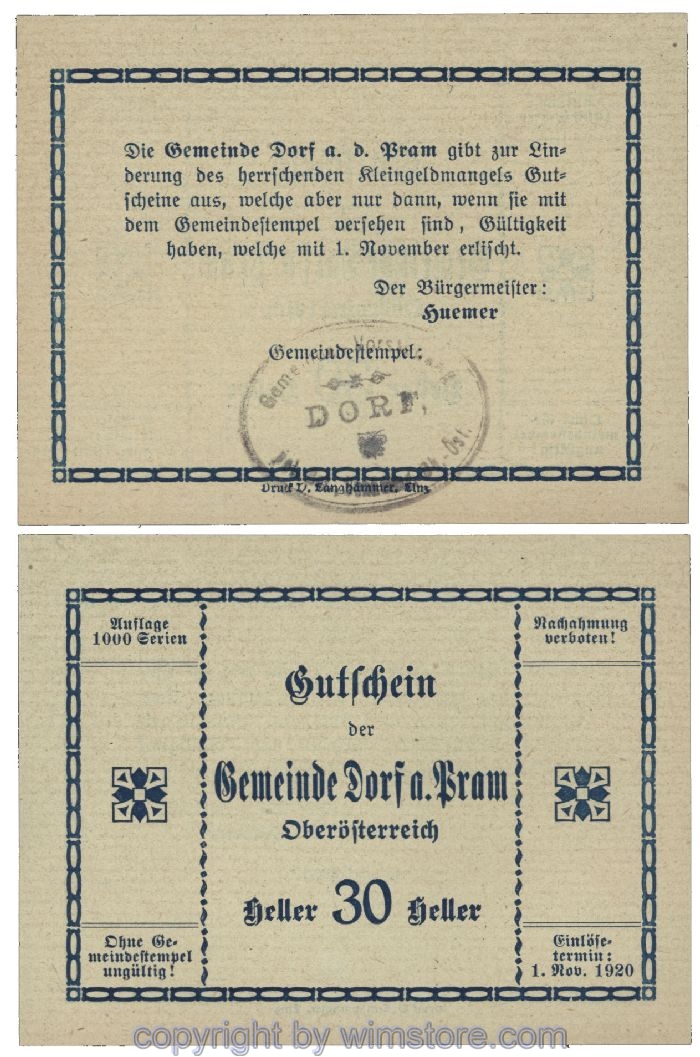 Die Gemeinde Dorf a. d. Pram gibt zur Lin-
derung des herrschenden Kleingeldmangels Gut-
scheine aus, welche aber nur dann, wenn sie mit
dem Gemeindestempel versehen sind, Gültigkeit
haben, welche mit 1. November erlischt.
Der Bürgermeister:
Huemer
Gemeindestempel:
DORF,
Druck V. Langhammer, Linz
Auflage
1000 Serien
Nachahmung
verboten!
Gutschein
der
Gemeinde Dorf a. Pram
Oberösterreich
Heller 30 Heller
Ohne Ge-
meindestempel
ungültig!
Einlöse-
termin:
1. Nov. 1920
copyright by wimstore.com